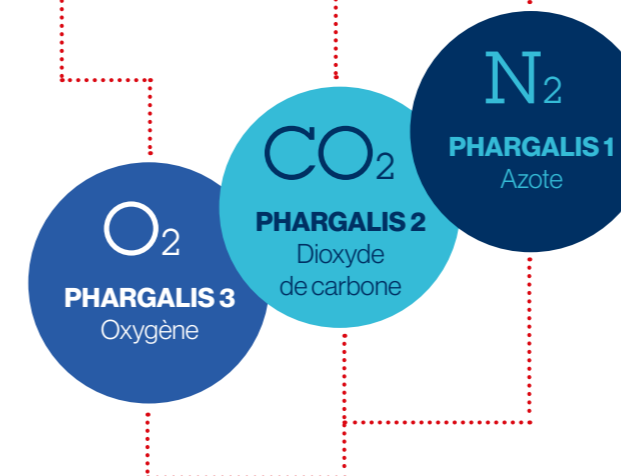 N₂
PHARGALIS 1
Azote
CO₂
PHARGALIS 2
Dioxyde
de carbone
O₂
PHARGALIS 3
Oxygène